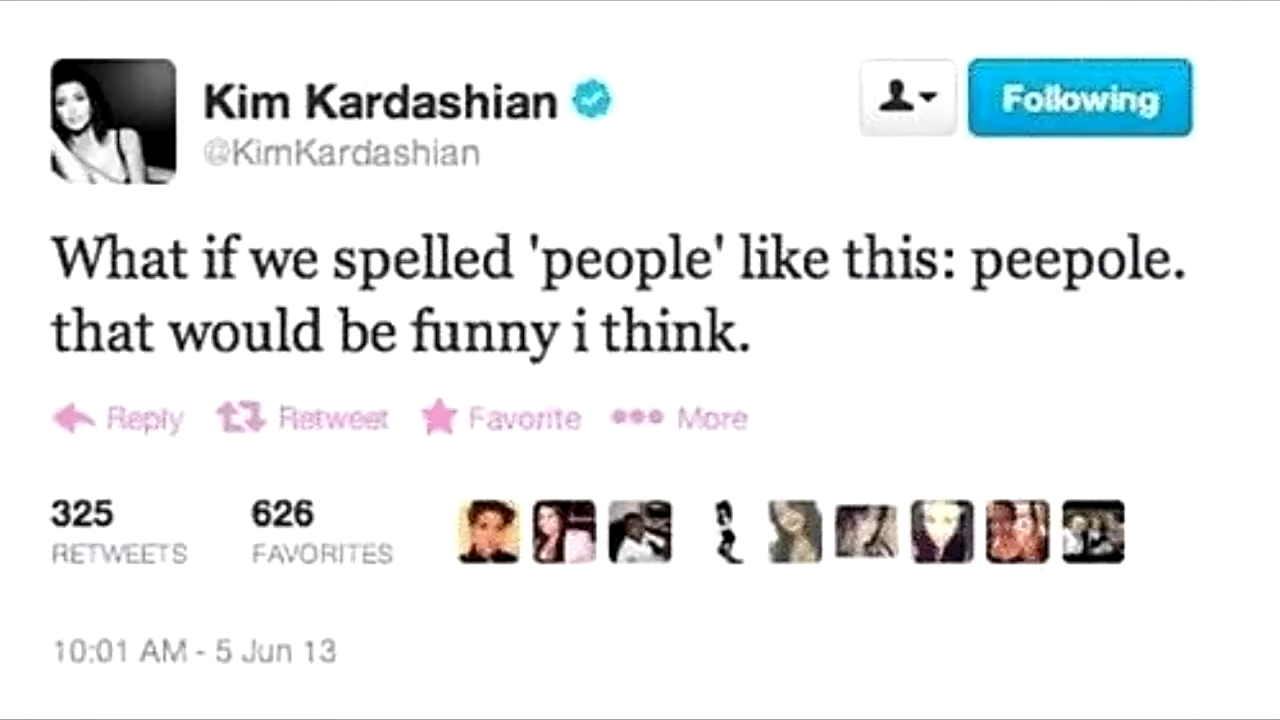 Kim Kardashian
@KimKardashian
Following
What if we spelled 'people' like this: peepole.
that would be funny i think.
Reply Retweet Favorite More
325 626
RETWEETS FAVORITES
10:01 AM - 5 Jun 13